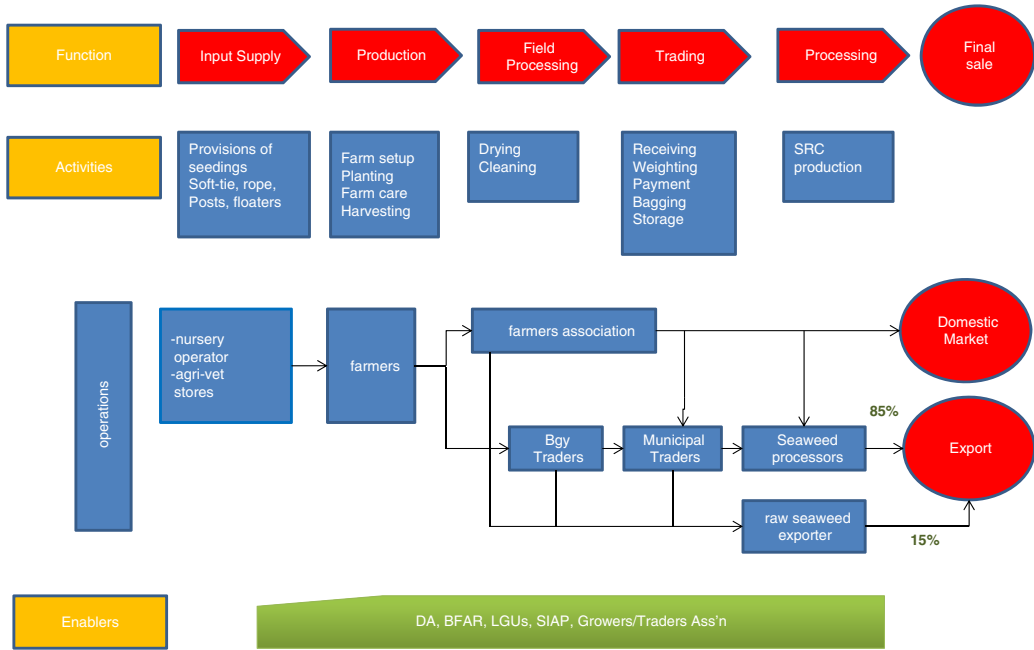 Function
Input Supply
Production
Field
Processing
Trading
Processing
Final
sale
Activities
Provisions of
seedings
Soft-tie, rope,
Posts, floaters
Farm setup
Planting
Farm care
Harvesting
Drying
Cleaning
Receiving
Weighting
Payment
Bagging
Storage
SRC
production
operations
-nursery
operator
-agri-vet
stores
farmers
farmers association
Domestic
Market
Bgy
Traders
Municipal
Traders
Seaweed
processors
85%
Export
raw seaweed
exporter
15%
Enablers
DA, BFAR, LGUs, SIAP, Growers/Traders Ass'n